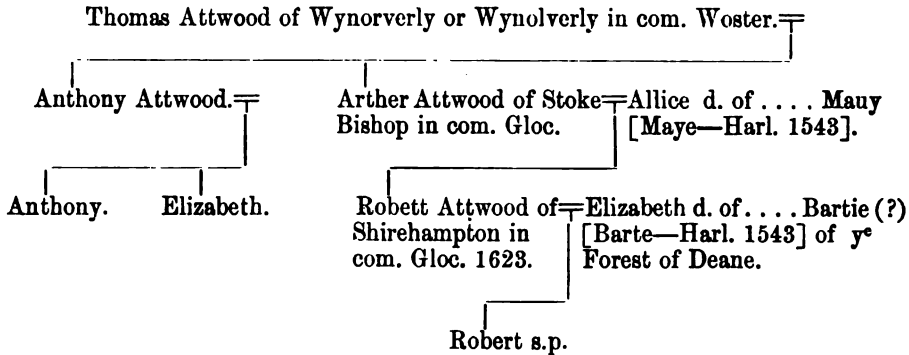 Thomas Attwood of Wynorverly or Wynolverly in com. Woster.
Anthony Attwood.
Arther Attwood of Stoke Bishop in com. Gloc.
Allice d. of .... Mauy
[Maye—Harl. 1543].
Anthony. Elizabeth.
Robett Attwood of
Shirehampton in
com. Gloc. 1623.
Elizabeth d. of .... Bartie (?)
[Barte—Harl. 1543] of yᵉ
Forest of Deane.
Robert s.p.